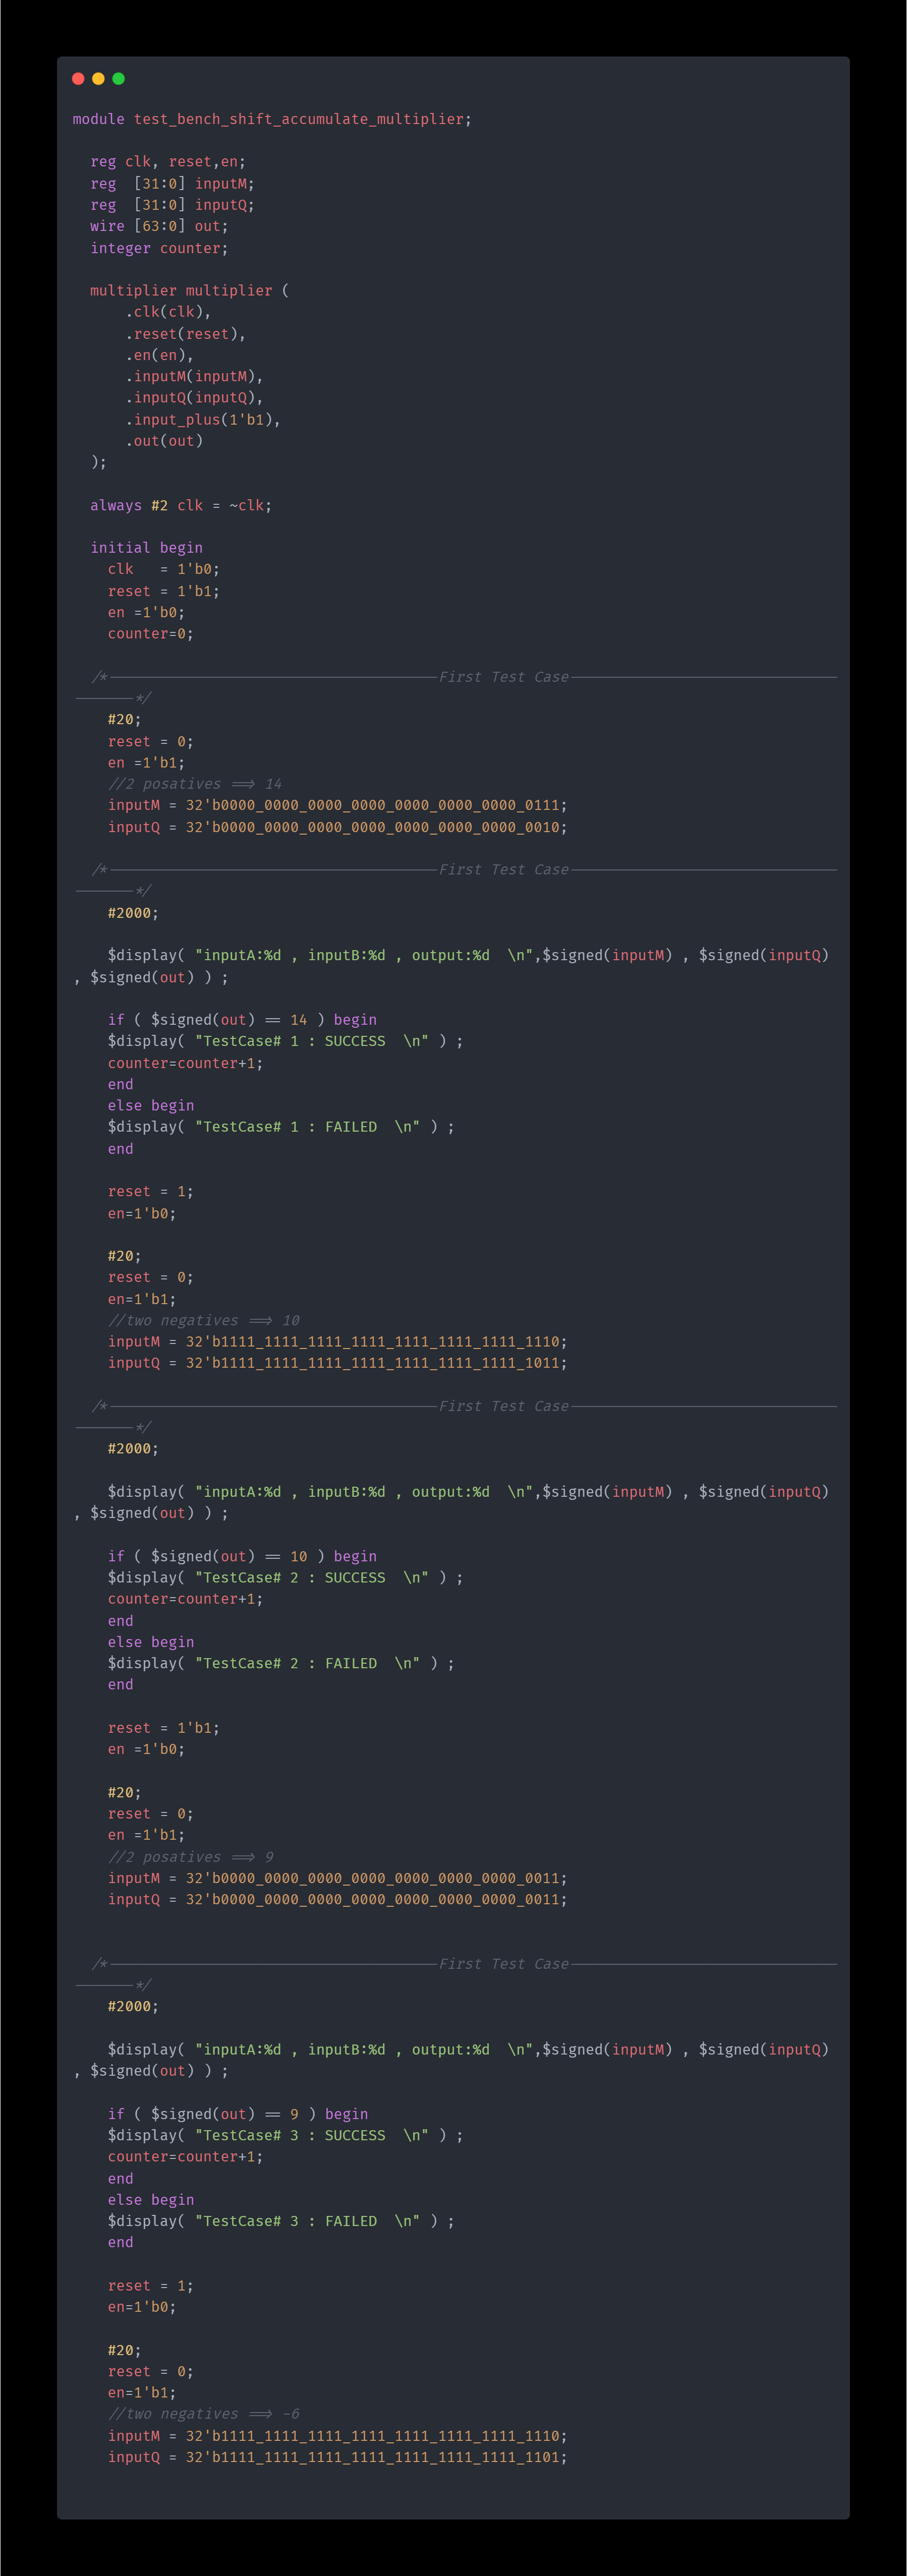 module test_bench_shift_accumulate_multiplier;
reg clk, reset,en;
reg  [31:0] inputM;
reg  [31:0] inputQ;
wire [63:0] out;
integer counter;
multiplier multiplier (
.clk(clk),
.reset(reset),
.en(en),
.inputM(inputM),
.inputQ(inputQ),
.input_plus(1'b1),
.out(out)
);
always #2 clk = ~clk;
initial begin
clk   = 1'b0;
reset = 1'b1;
en =1'b0;
counter=0;
/*--------------------------------------First Test Case-------------------------------
-------*/
#20;
reset = 0;
en =1'b1;
//2 posatives ==> 14
inputM = 32'b0000_0000_0000_0000_0000_0000_0000_0111;
inputQ = 32'b0000_0000_0000_0000_0000_0000_0000_0010;
/*--------------------------------------First Test Case-------------------------------
-------*/
#2000;
$display( "inputA:%d , inputB:%d , output:%d  \n",$signed(inputM) , $signed(inputQ)
, $signed(out) ) ;
if ( $signed(out) == 14 ) begin
$display( "TestCase# 1 : SUCCESS  \n" ) ;
counter=counter+1;
end
else begin
$display( "TestCase# 1 : FAILED  \n" ) ;
end
reset = 1;
en=1'b0;
#20;
reset = 0;
en=1'b1;
//two negatives ==> 10
inputM = 32'b1111_1111_1111_1111_1111_1111_1111_1110;
inputQ = 32'b1111_1111_1111_1111_1111_1111_1111_1011;
/*--------------------------------------First Test Case-------------------------------
-------*/
#2000;
$display( "inputA:%d , inputB:%d , output:%d  \n",$signed(inputM) , $signed(inputQ)
, $signed(out) ) ;
if ( $signed(out) == 10 ) begin
$display( "TestCase# 2 : SUCCESS  \n" ) ;
counter=counter+1;
end
else begin
$display( "TestCase# 2 : FAILED  \n" ) ;
end
reset = 1'b1;
en =1'b0;
#20;
reset = 0;
en =1'b1;
//2 posatives ==> 9
inputM = 32'b0000_0000_0000_0000_0000_0000_0000_0011;
inputQ = 32'b0000_0000_0000_0000_0000_0000_0000_0011;
/*--------------------------------------First Test Case-------------------------------
-------*/
#2000;
$display( "inputA:%d , inputB:%d , output:%d  \n",$signed(inputM) , $signed(inputQ)
, $signed(out) ) ;
if ( $signed(out) == 9 ) begin
$display( "TestCase# 3 : SUCCESS  \n" ) ;
counter=counter+1;
end
else begin
$display( "TestCase# 3 : FAILED  \n" ) ;
end
reset = 1;
en=1'b0;
#20;
reset = 0;
en=1'b1;
//two negatives ==> -6
inputM = 32'b1111_1111_1111_1111_1111_1111_1111_1110;
inputQ = 32'b1111_1111_1111_1111_1111_1111_1111_1101;